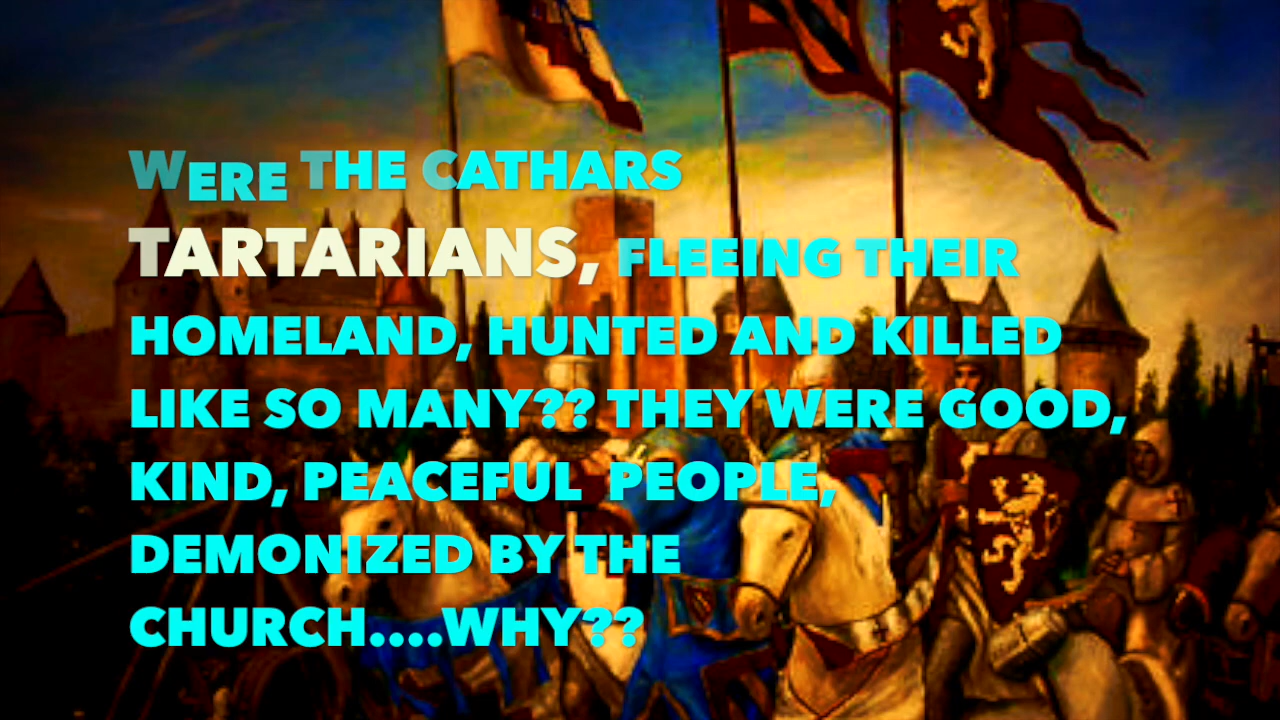 WERE THE CATHARS
TARTARIANS, FLEEING THEIR
HOMELAND, HUNTED AND KILLED
LIKE SO MANY?? THEY WERE GOOD,
KIND, PEACEFUL PEOPLE,
DEMONIZED BY THE
CHURCH....WHY??